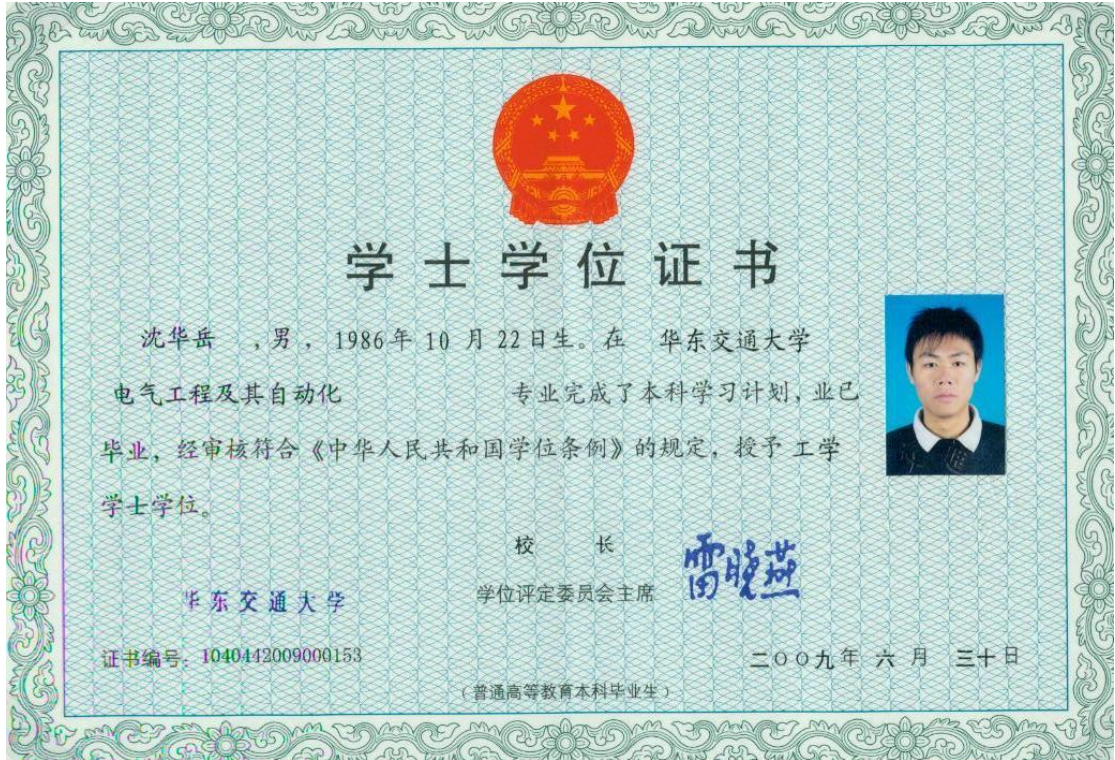 学士学位证书
沈华岳 ,男,1986年 10 月 22日生。在 华东交通大学
电气工程及其自动化 专业完成了本科学习计划,业已
毕业,经审核符合《中华人民共和国学位条例》的规定,授予 工学
学士学位。
校 长 雷晓燕
学位评定委员会主席
华东交通大学
证书编号:1040442009000153
二〇〇九年 六 月 三十日
(普通高等教育本科毕业生)